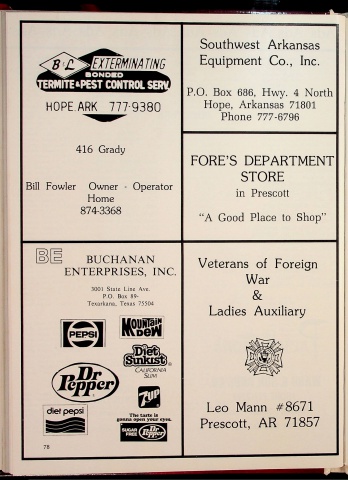 B & L EXTERMINATING
BONDED
TERMITE & PEST CONTROL SERV.
HOPE, ARK 777-9380
416 Grady
Bill Fowler Owner - Operator
Home
874-3368
Southwest Arkansas
Equipment Co., Inc.
P.O. Box 686, Hwy. 4 North
Hope, Arkansas 71801
Phone 777-6796
FORE'S DEPARTMENT
STORE
in Prescott
"A Good Place to Shop"
BE
BUCHANAN
ENTERPRISES, INC.
3001 State Line Ave.
P.O. Box 89-
Texarkana, Texas 75504
PEPSI
MOUNTAIN
DEW
Diet
Sunkist
CALIFORNIA
SLIM
Dr
Pepper
7UP
diet pepsi
The taste is
gonna open your eyes.
SUGAR
FREE
Dr
Pepper
78
Veterans of Foreign
War
&
Ladies Auxiliary
Leo Mann #8671
Prescott, AR 71857